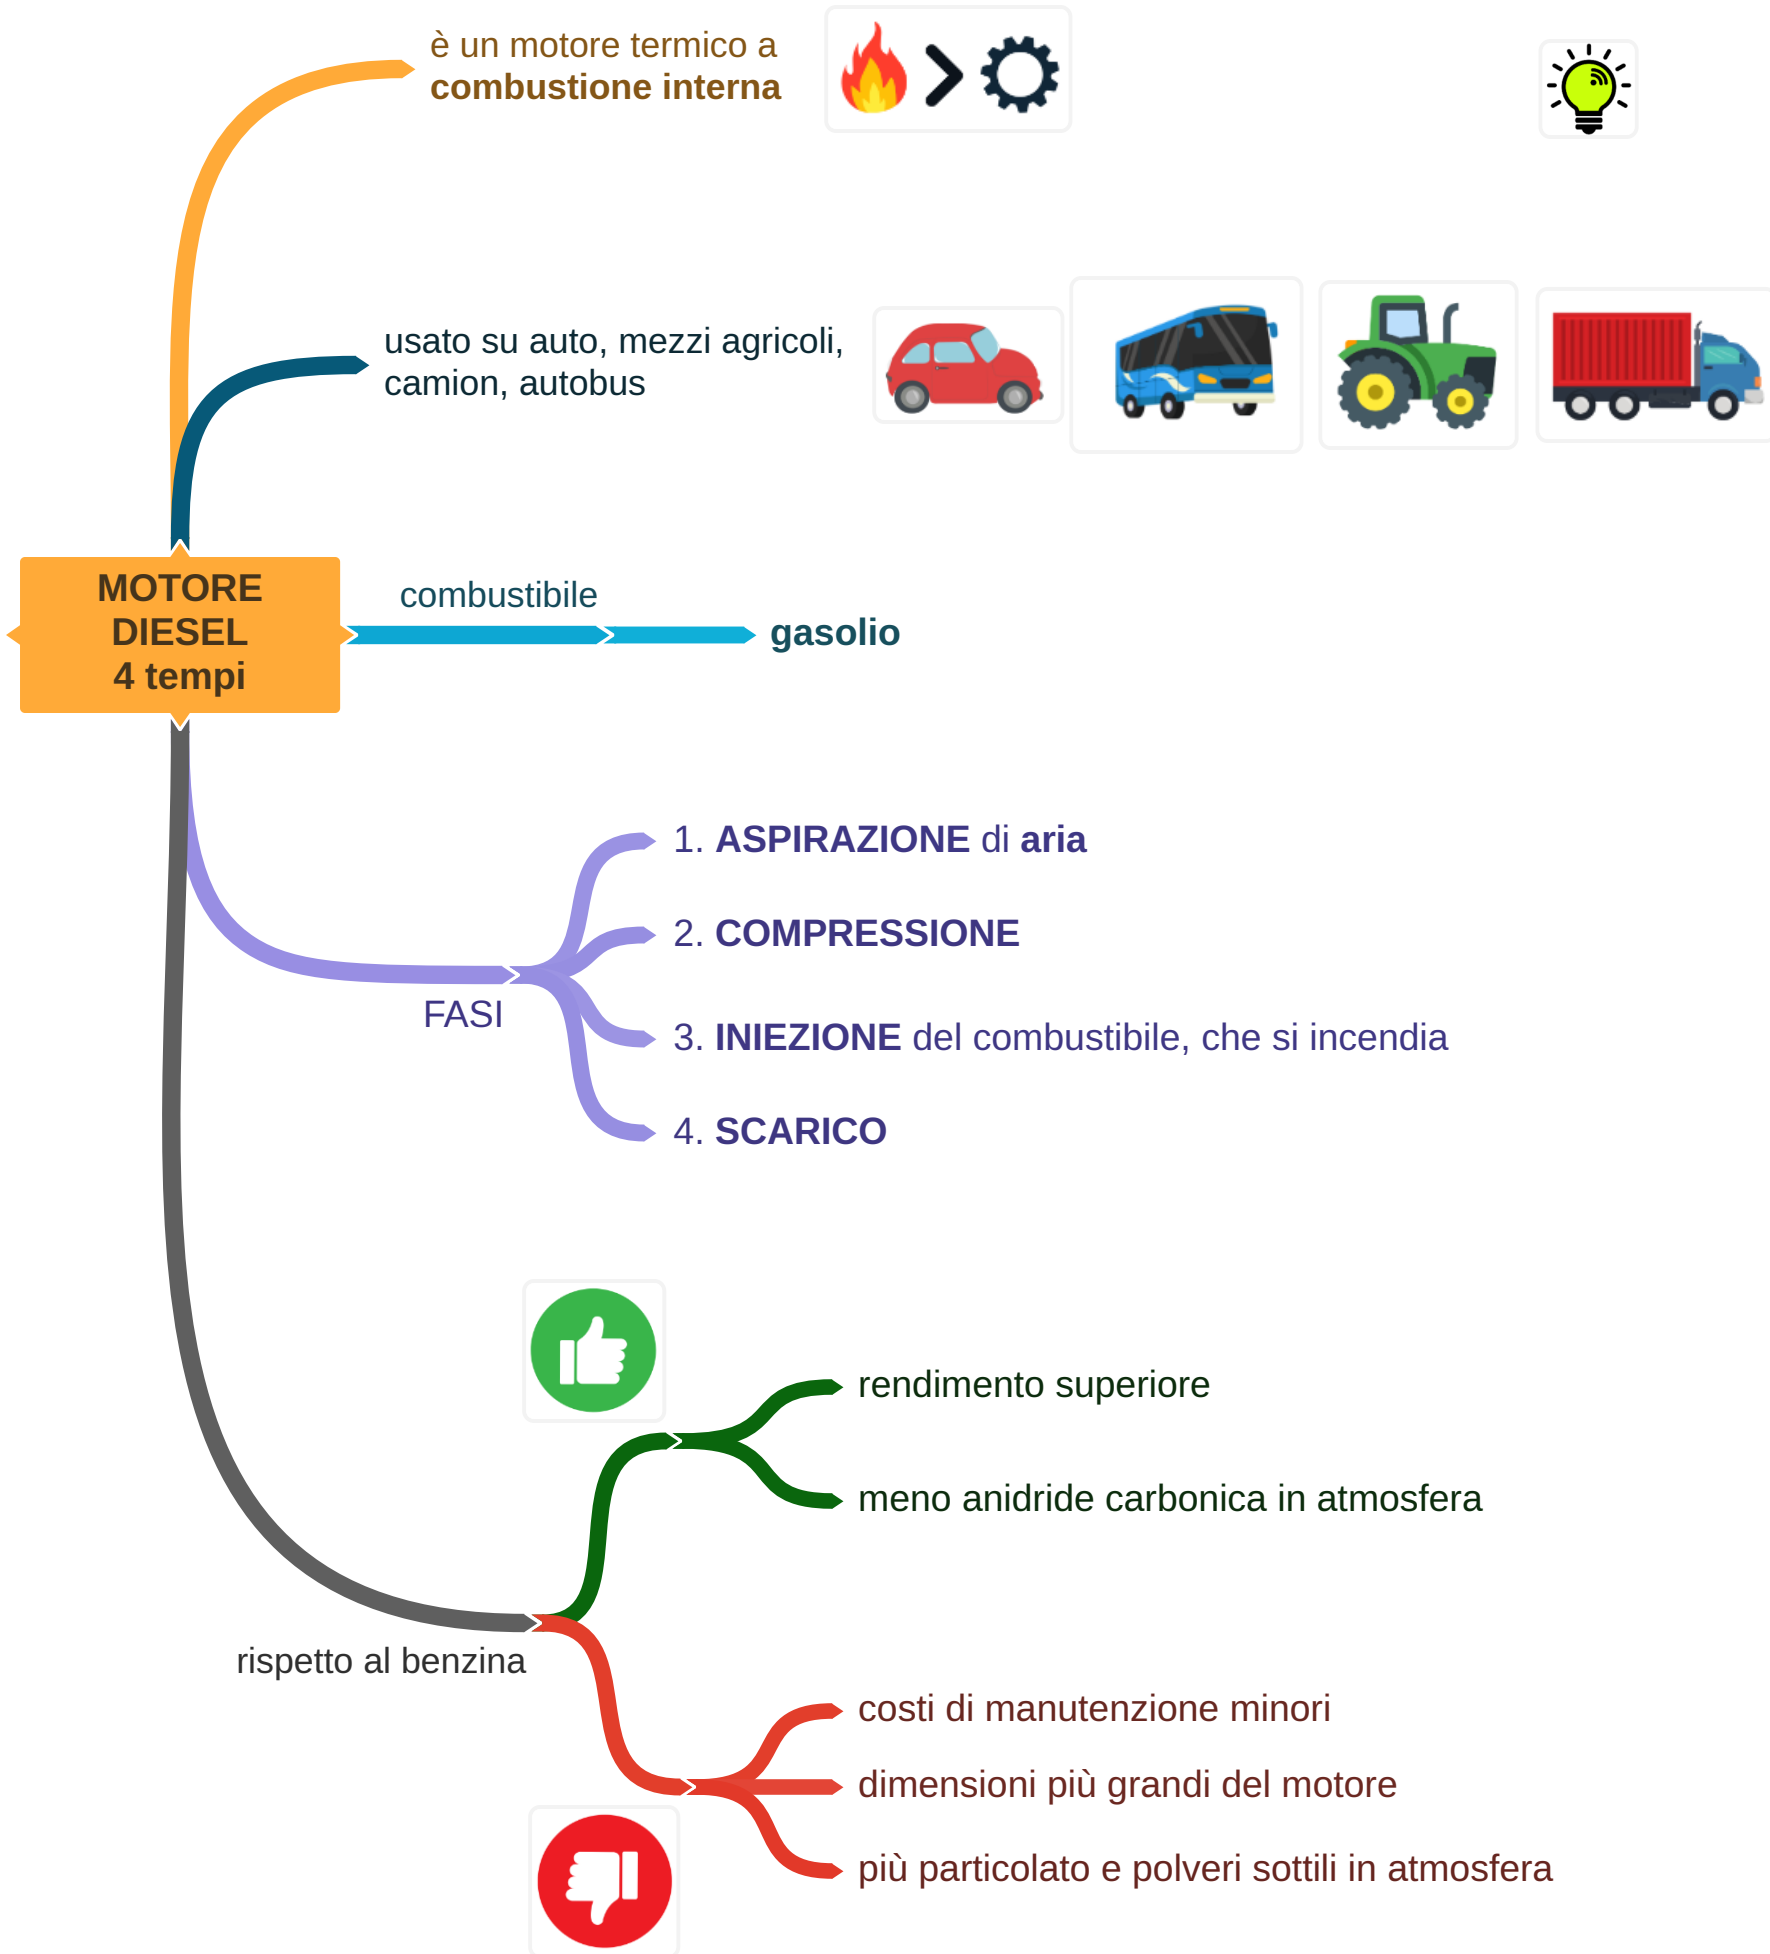 è un motore termico a
combustione interna
usato su auto, mezzi agricoli,
camion, autobus
MOTORE
DIESEL
4 tempi
combustibile
gasolio
1. ASPIRAZIONE di aria
2. COMPRESSIONE
FASI
3. INIEZIONE del combustibile, che si incendia
4. SCARICO
rendimento superiore
meno anidride carbonica in atmosfera
rispetto al benzina
costi di manutenzione minori
dimensioni più grandi del motore
più particolato e polveri sottili in atmosfera